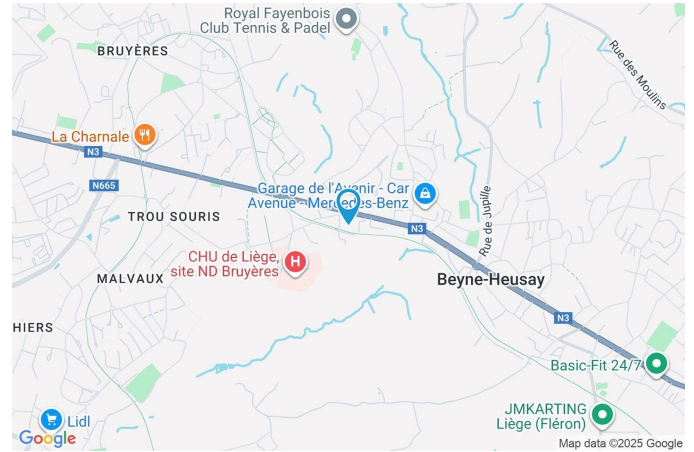 Royal Fayenbois
Club Tennis & Padel
BRUYÈRES
Rue des Moulins
La Charnale
N3
N665
Garage de l'Avenir - Car
Avenue - Mercedes-Benz
TROU SOURIS
N3
Rue de Jupille
CHU de Liège,
site ND Bruyères
H
MALVAUX
Beyne-Heusay
HIERS
N3
Basic-Fit 24/7
Lidl
JMKARTING
Liège (Fléron)
Google
Map data ©2025 Google